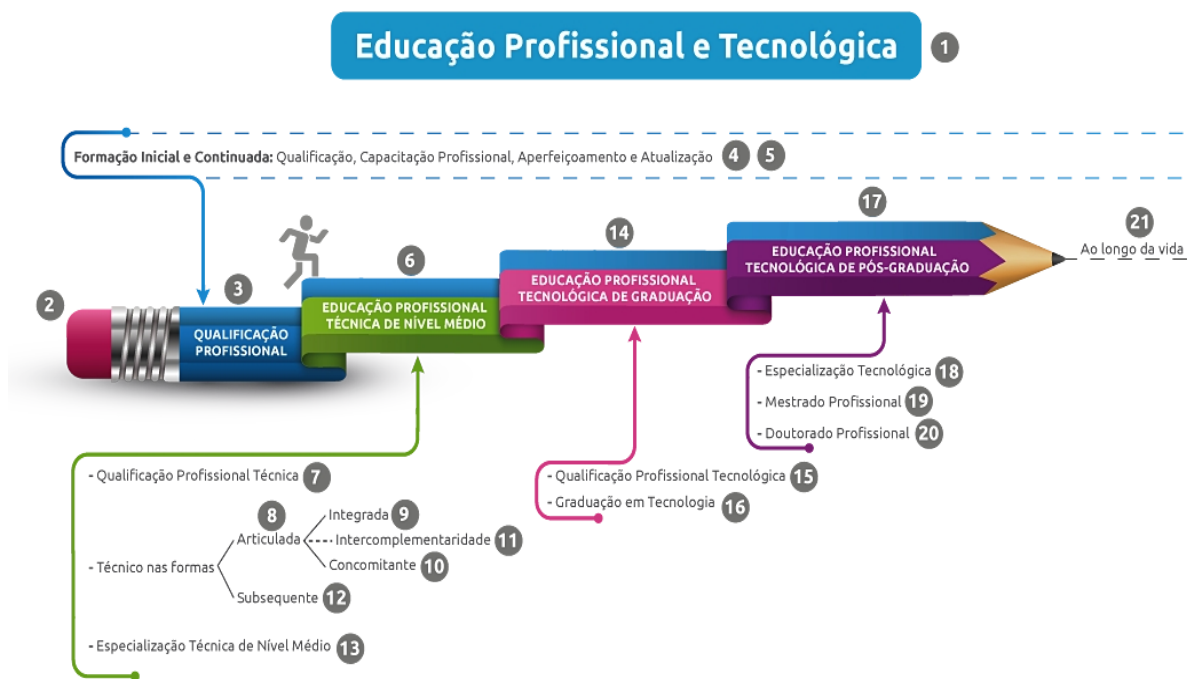 Educação Profissional e Tecnológica 1
Formação Inicial e Continuada: Qualificação, Capacitação Profissional, Aperfeiçoamento e Atualização 4 5
2
3
QUALIFICAÇÃO
PROFISSIONAL
6
EDUCAÇÃO PROFISSIONAL
TÉCNICA DE NÍVEL MÉDIO
14
EDUCAÇÃO PROFISSIONAL
TECNOLÓGICA DE GRADUAÇÃO
17
EDUCAÇÃO PROFISSIONAL
TECNOLÓGICA DE PÓS-GRADUAÇÃO
21
Ao longo da vida
- Qualificação Profissional Técnica 7
- Técnico nas formas
8
Articulada
Integrada 9
Intercomplementaridade 11
Concomitante 10
Subsequente 12
- Especialização Técnica de Nível Médio 13
- Qualificação Profissional Tecnológica 15
- Graduação em Tecnologia 16
- Especialização Tecnológica 18
- Mestrado Profissional 19
- Doutorado Profissional 20